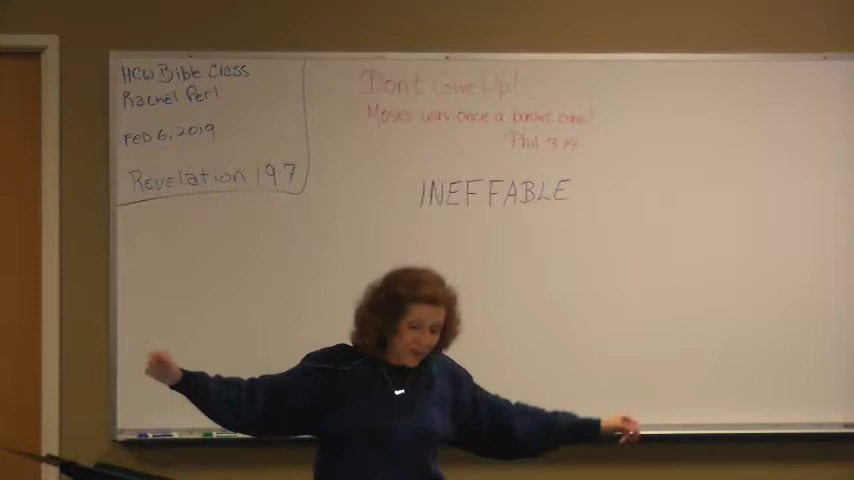 HCW Bible Class
Rachel Perl
Feb 6, 2019
Revelation 19:7
Don't Give Up!
Moses was once a basket case!
Phil 3:14
INEFFABLE